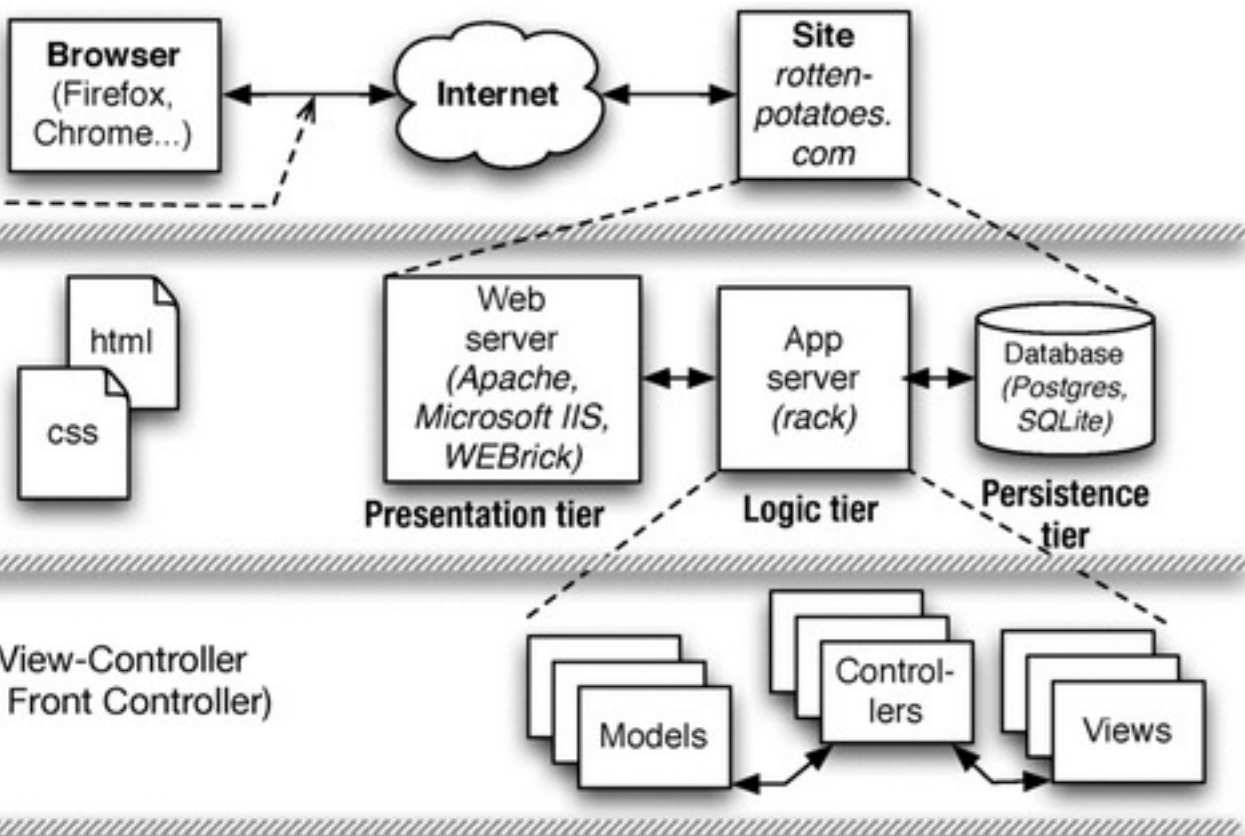 Browser
(Firefox,
Chrome...)
Internet
Site
rotten-
potatoes.
com
html
css
Web
server
(Apache,
Microsoft IIS,
WEBrick)
Presentation tier
App
server
(rack)
Logic tier
Database
(Postgres,
SQLite)
Persistence
tier
View-Controller
Front Controller)
Models
Control-
lers
Views